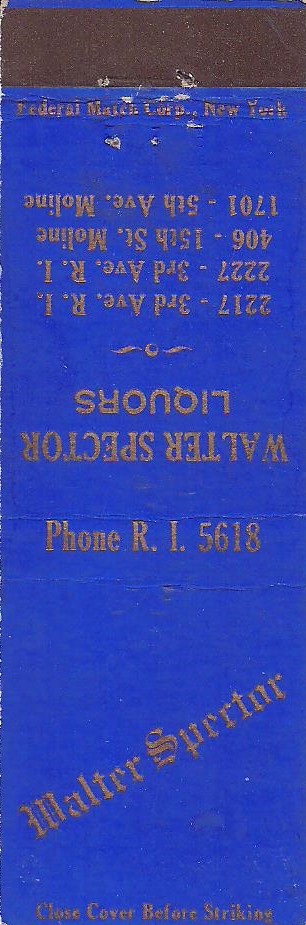 Federal Match Corp., New York
WALTER SPECTOR
LIQUORS
2217 - 3rd Ave. R. I.
2227 - 3rd Ave. R. I.
406 - 15th St. Moline
1701 - 5th Ave. Moline
Phone R. I. 5618
Walter Spector
Close Cover Before Striking